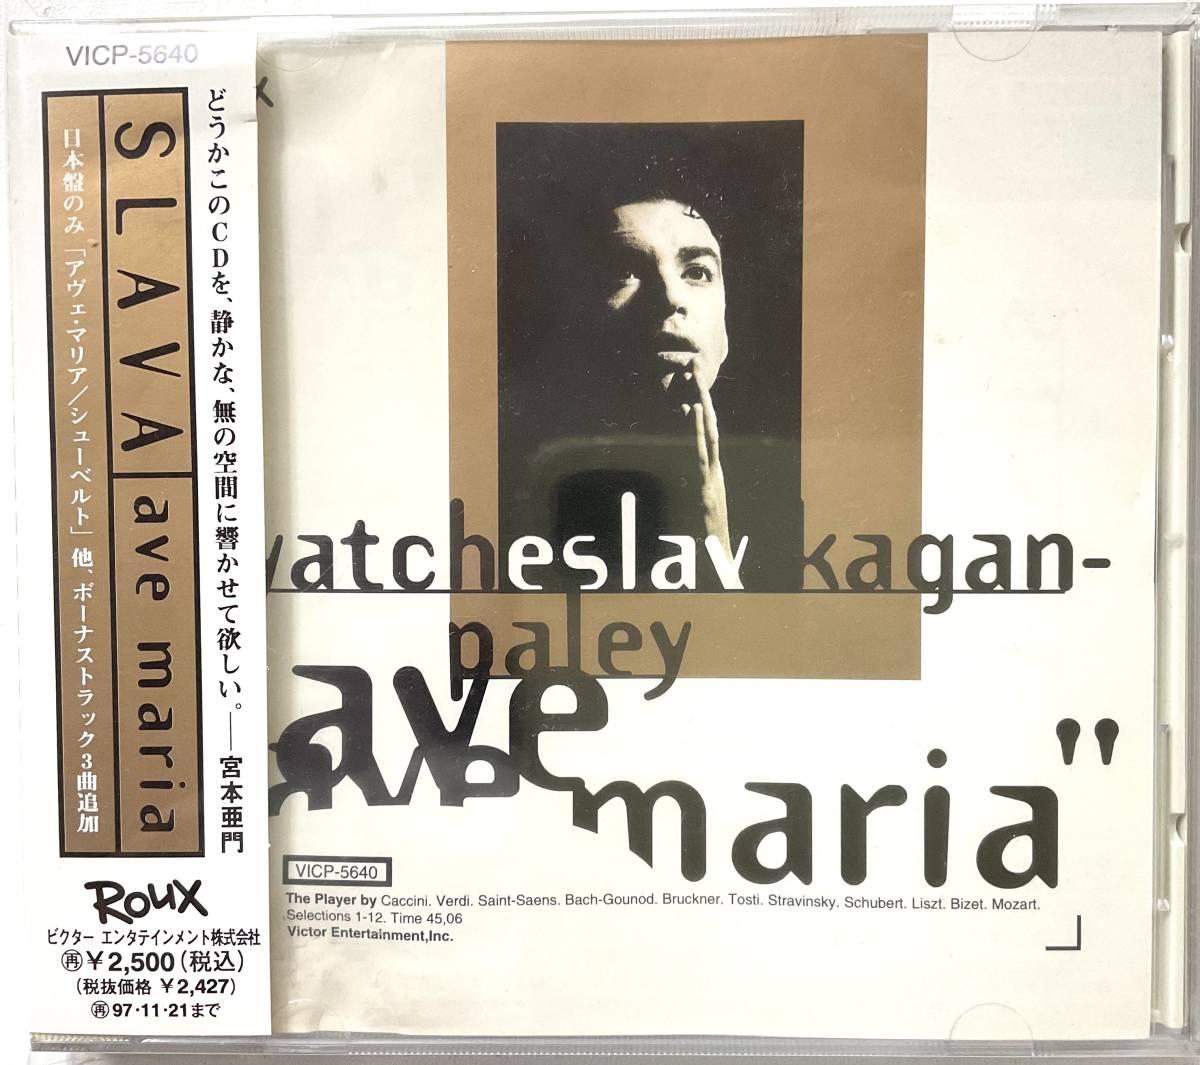 VICP-5640
SLAVA ave maria
日本盤のみ「アヴェ・マリア/シューベルト」他、ボーナストラック3曲追加
どうかこのCDを、静かな、無の空間に響かせて欲しい。──宮本亜門
Roux
ビクター エンタテインメント株式会社
再¥2,500(税込)
(税抜価格 ¥2,427)
再97・11・21まで
watcheslav kagan-
paley
ave
maria"
VICP-5640
The Player by Caccini. Verdi. Saint-Saens. Bach-Gounod. Bruckner. Tosti. Stravinsky. Schubert. Liszt. Bizet. Mozart.
Selections 1-12. Time 45,06
Victor Entertainment,Inc.